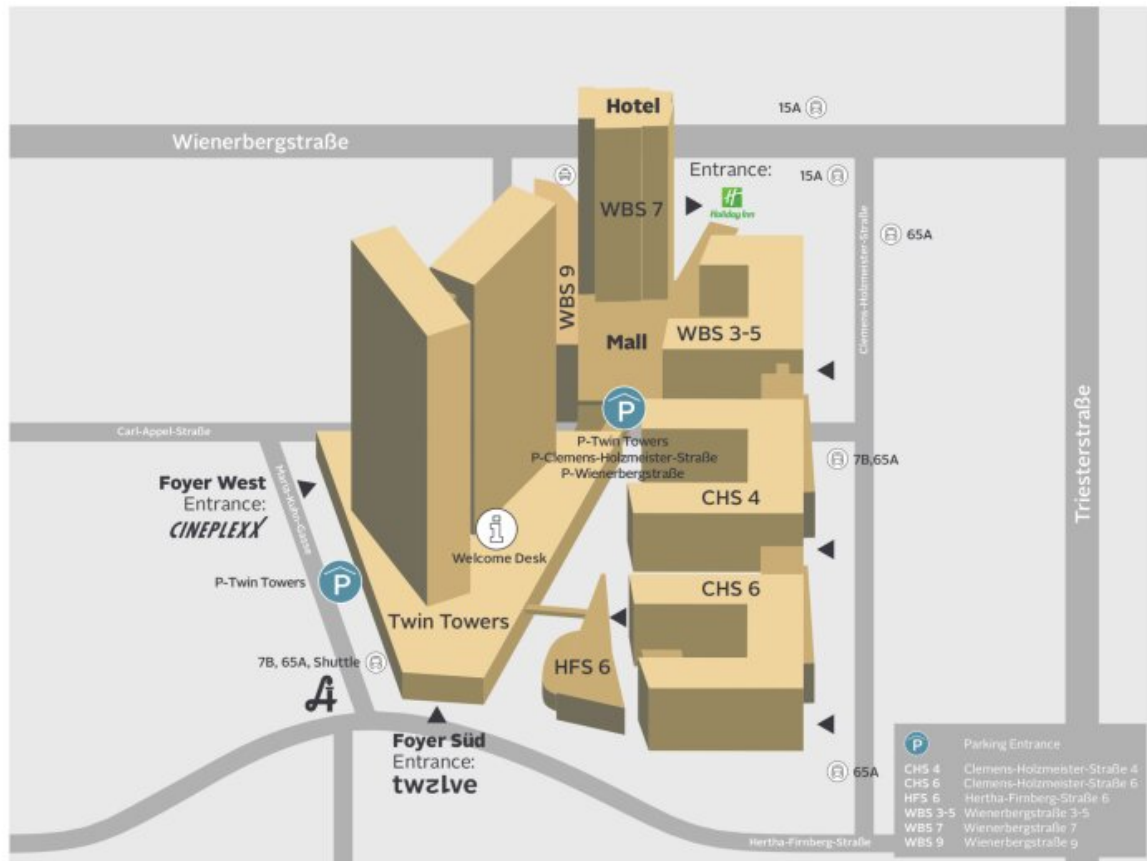 Hotel
15A
Wienerbergstraße
Entrance:
Holiday Inn
15A
WBS 7
65A
Clemens-Holzmeister-Straße
WBS 9
Mall
WBS 3-5
Triesterstraße
Carl-Appel-Straße
P
P-Twin Towers
P-Clemens-Holzmeister-Straße
P-Wienerbergstraße
7B,65A
Maria-Kuhn-Gasse
Foyer West
Entrance:
CINEPLEXX
CHS 4
i
Welcome Desk
P-Twin Towers
P
CHS 6
Twin Towers
HFS 6
7B, 65A, Shuttle
Foyer Süd
Entrance:
twzlve
65A
Hertha-Firnberg-Straße
P Parking Entrance
CHS 4 Clemens-Holzmeister-Straße 4
CHS 6 Clemens-Holzmeister-Straße 6
HFS 6 Hertha-Firnberg-Straße 6
WBS 3-5 Wienerbergstraße 3-5
WBS 7 Wienerbergstraße 7
WBS 9 Wienerbergstraße 9